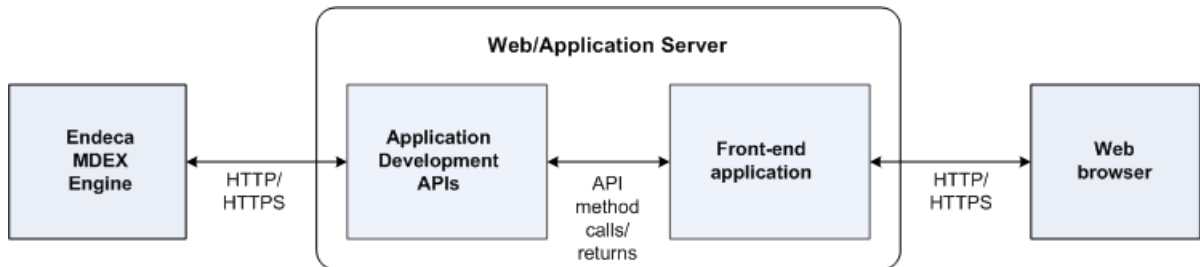 Web/Application Server
Endeca
MDEX
Engine
HTTP/
HTTPS
Application
Development
APIs
API
method
calls/
returns
Front-end
application
HTTP/
HTTPS
Web
browser